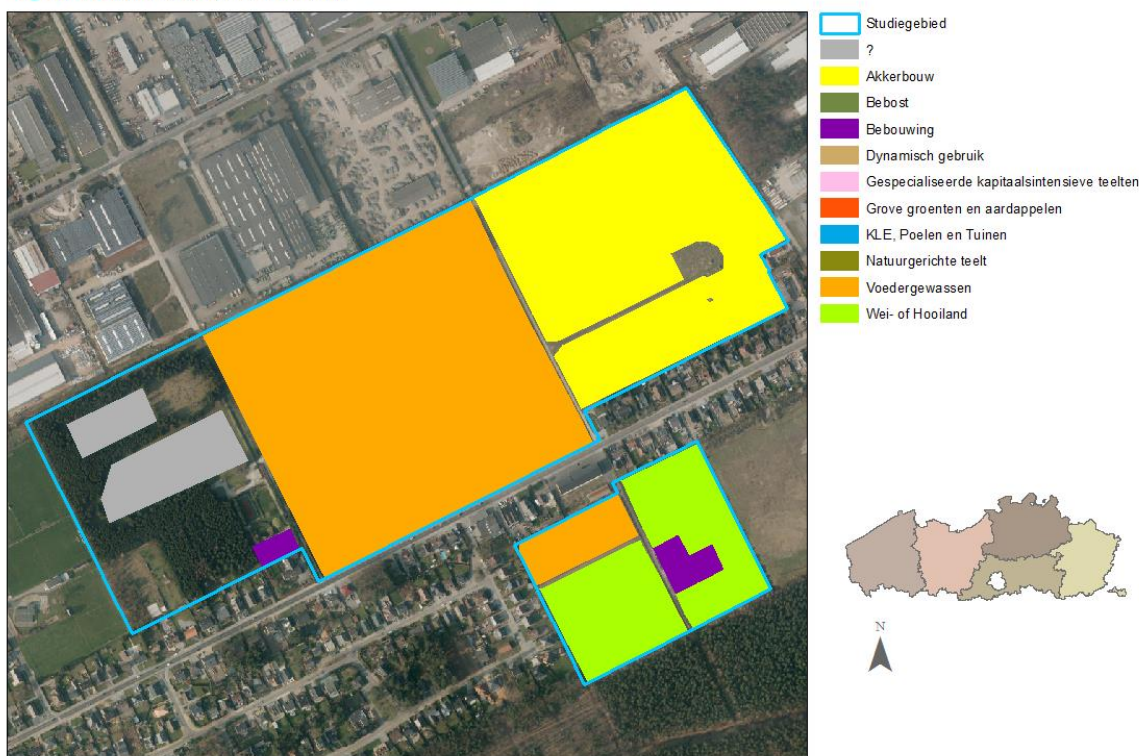 Studiegebied
?
Akkerbouw
Bebost
Bebouwing
Dynamisch gebruik
Gespecialiseerde kapitaalsintensieve teelten
Grove groenten en aardappelen
KLE, Poelen en Tuinen
Natuurgerichte teelt
Voedergewassen
Wei- of Hooiland
N